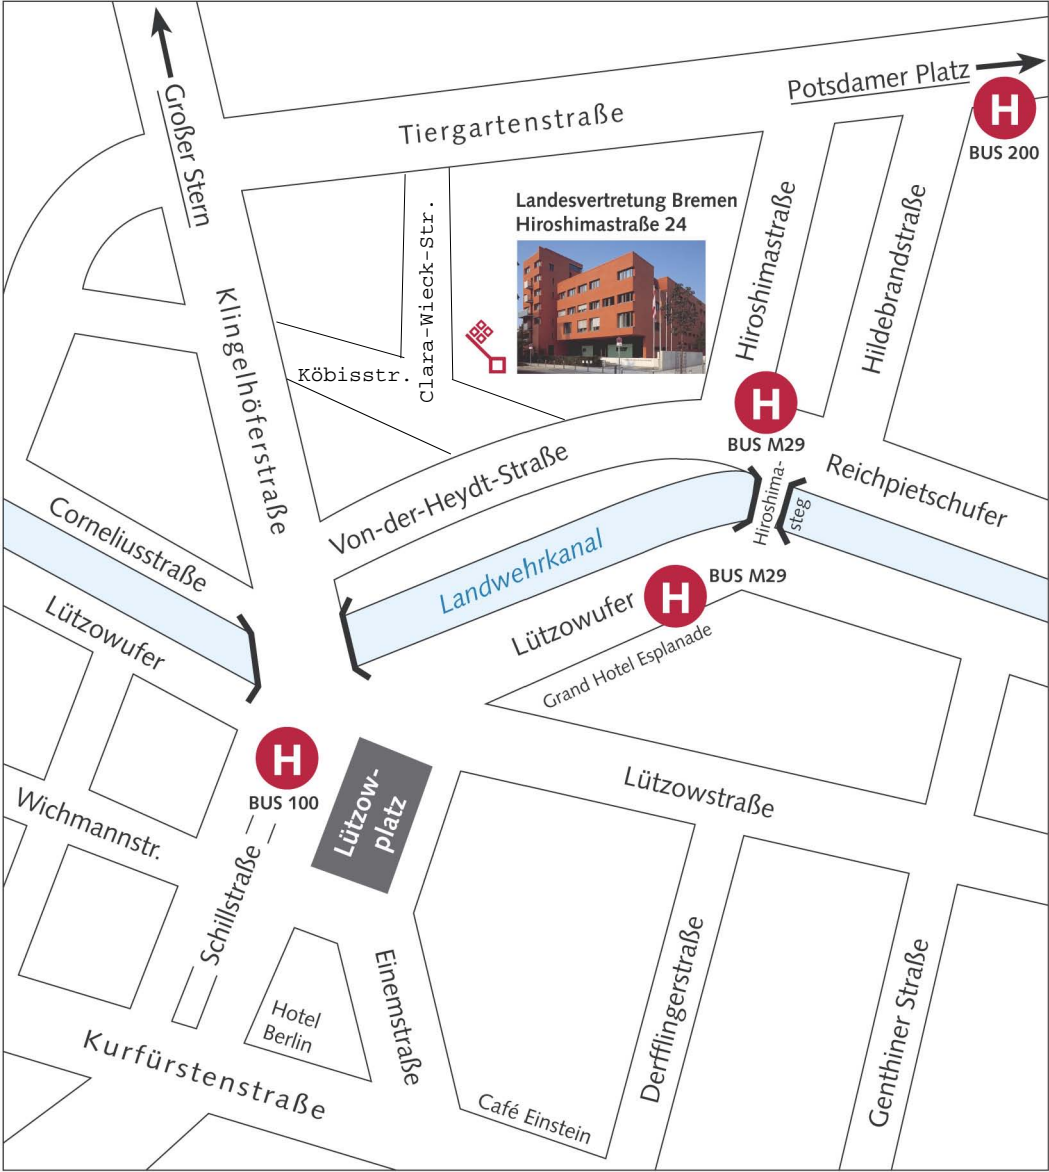 Potsdamer Platz
H
BUS 200
Großer Stern
Tiergartenstraße
Landesvertretung Bremen
Hiroshimastraße 24
Clara-Wieck-Str.
Hiroshimastraße
Hildebrandstraße
Klingelhöferstraße
Köbisstr.
H
BUS M29
Von-der-Heydt-Straße
Reichpietschufer
Hiroshima-
steg
Corneliusstraße
Landwehrkanal
Lützowufer
H
BUS M29
Lützowufer
Grand Hotel Esplanade
H
BUS 100
Lützow-
platz
Lützowstraße
Wichmannstr.
Schillstraße
Einemstraße
Derfflingerstraße
Genthiner Straße
Hotel
Berlin
Kurfürstenstraße
Café Einstein